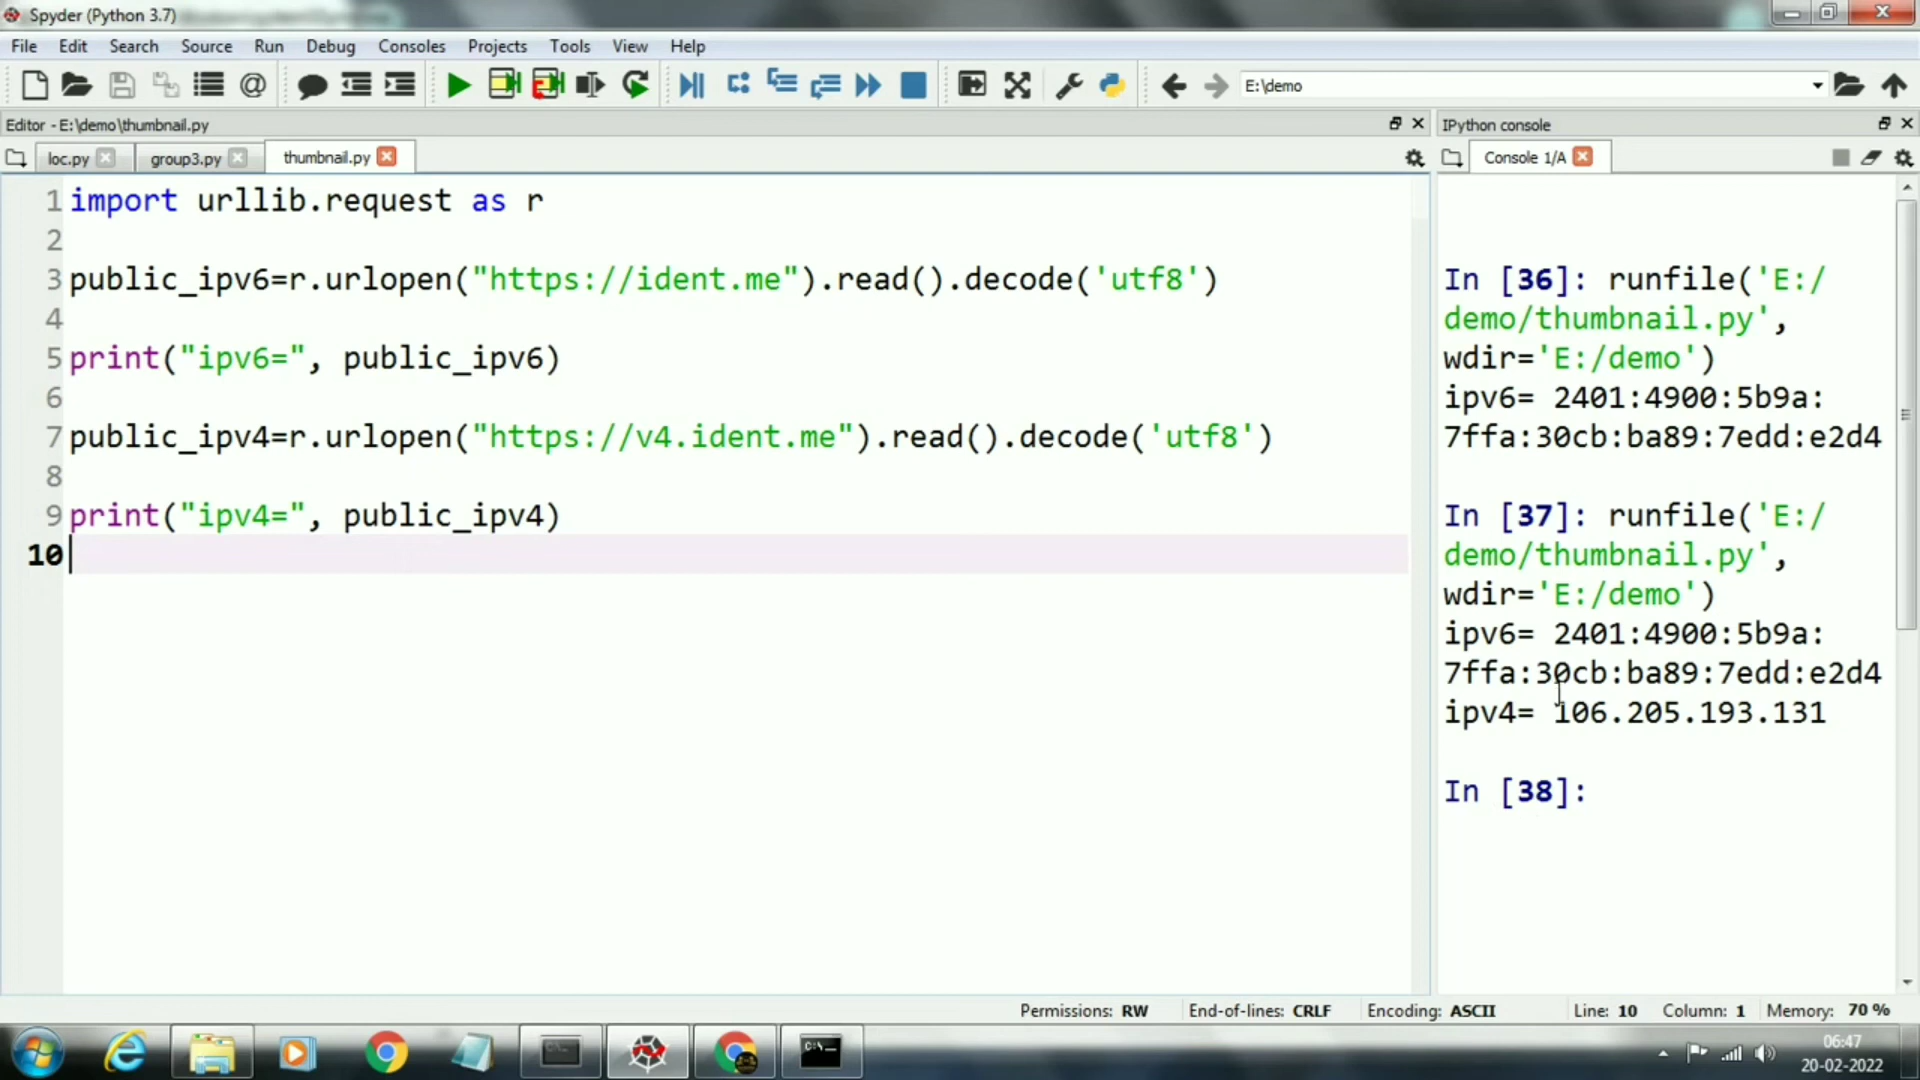 Spyder (Python 3.7)
File Edit Search Source Run Debug Consoles Projects Tools View Help
E:\demo
Editor - E:\demo\thumbnail.py
IPython console
loc.py group3.py thumbnail.py
Console 1/A
1 import urllib.request as r
2
3 public_ipv6=r.urlopen("https://ident.me").read().decode('utf8')
4
5 print("ipv6=", public_ipv6)
6
7 public_ipv4=r.urlopen("https://v4.ident.me").read().decode('utf8')
8
9 print("ipv4=", public_ipv4)
10
In [36]: runfile('E:/
demo/thumbnail.py',
wdir='E:/demo')
ipv6= 2401:4900:5b9a:
7ffa:30cb:ba89:7edd:e2d4
In [37]: runfile('E:/
demo/thumbnail.py',
wdir='E:/demo')
ipv6= 2401:4900:5b9a:
7ffa:30cb:ba89:7edd:e2d4
ipv4= 106.205.193.131
In [38]:
Permissions: RW End-of-lines: CRLF Encoding: ASCII Line: 10 Column: 1 Memory: 70 %
06:47
20-02-2022